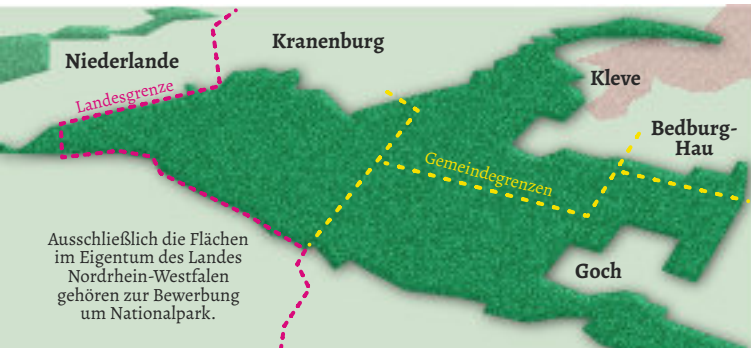 Niederlande
Kranenburg
Kleve
Landesgrenze
Bedburg-
Hau
Gemeindegrenzen
Ausschließlich die Flächen
im Eigentum des Landes
Nordrhein-Westfalen
gehören zur Bewerbung
um Nationalpark.
Goch